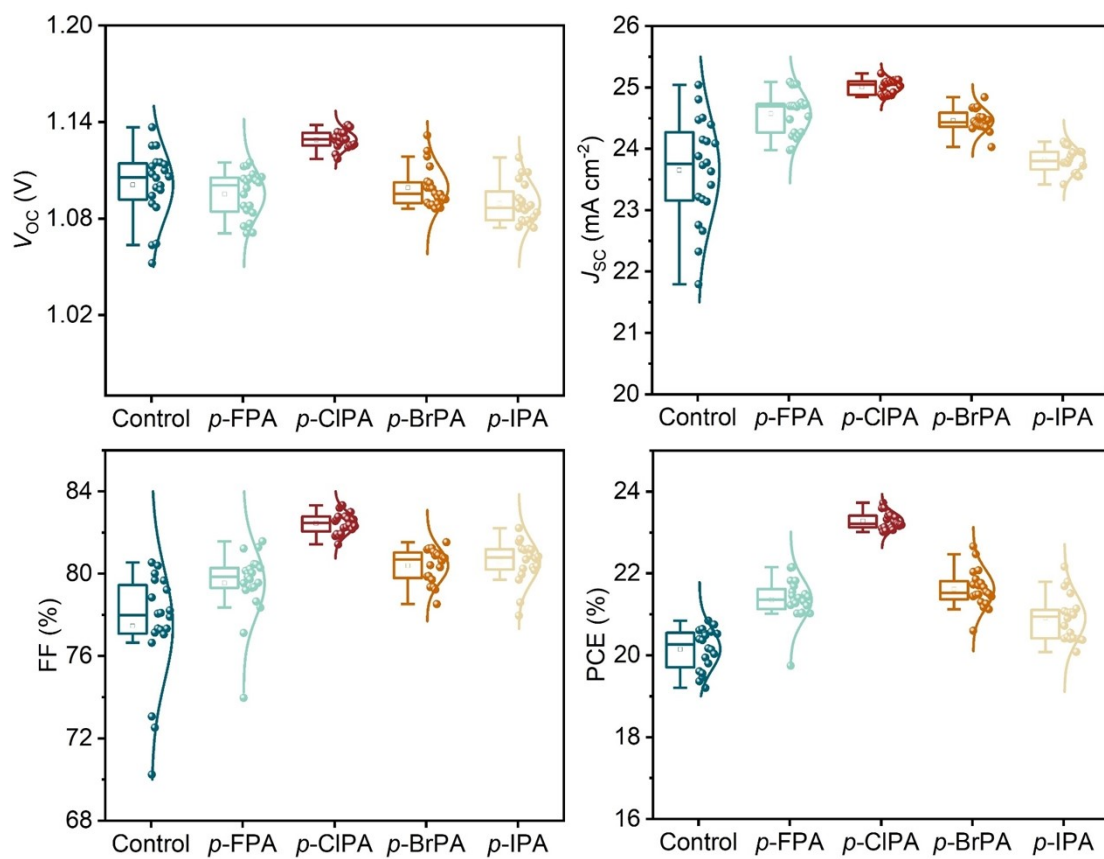 1.20
1.14
1.08
1.02
V_OC (V)
Control p-FPA p-ClPA p-BrPA p-IPA
26
25
24
23
22
21
20
J_SC (mA cm⁻²)
Control p-FPA p-ClPA p-BrPA p-IPA
84
80
76
72
68
FF (%)
Control p-FPA p-ClPA p-BrPA p-IPA
24
22
20
18
16
PCE (%)
Control p-FPA p-ClPA p-BrPA p-IPA